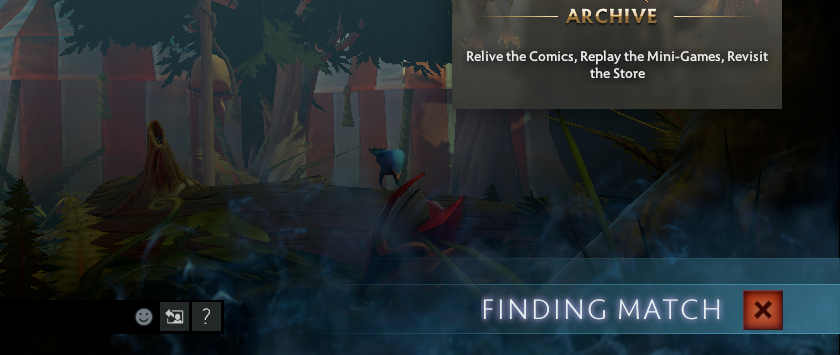 ARCHIVE
Relive the Comics, Replay the Mini-Games, Revisit
the Store
FINDING MATCH
?